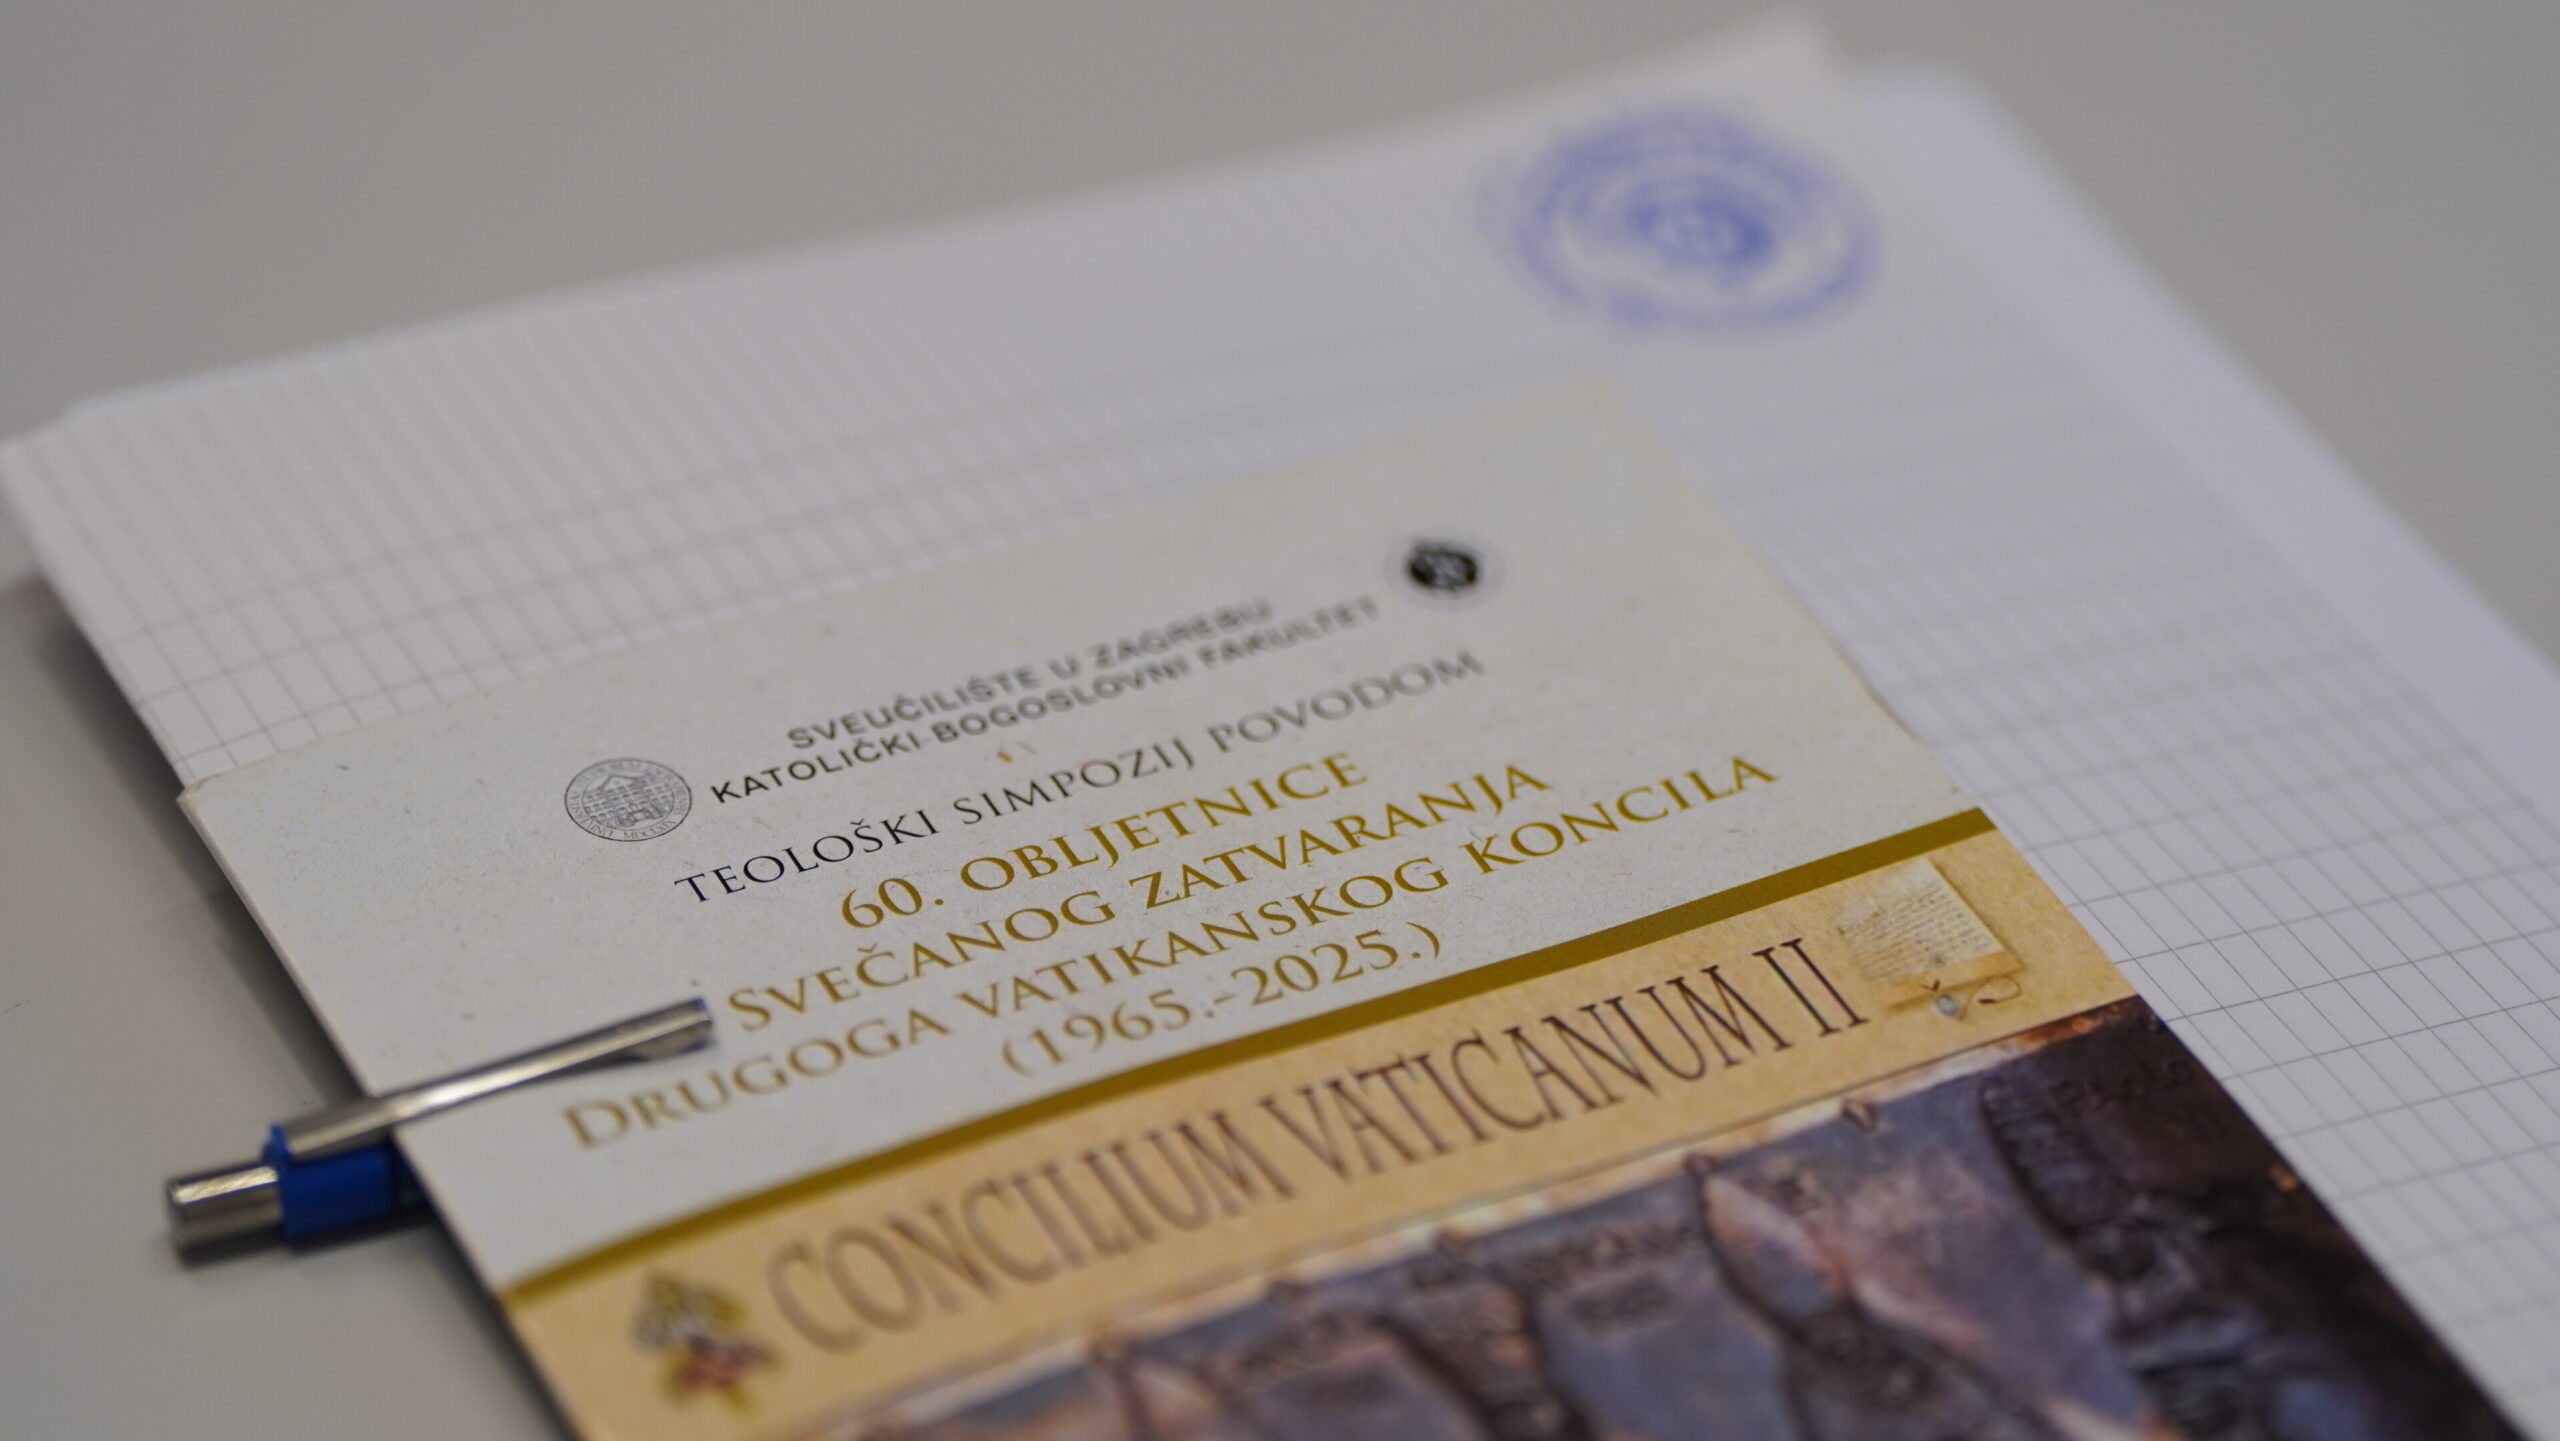 SVEUČILIŠTE U ZAGREBU
KATOLIČKI BOGOSLOVNI FAKULTET
TEOLOŠKI SIMPOZIJ POVODOM
60. OBLJETNICE
SVEČANOG ZATVARANJA
DRUGOGA VATIKANSKOG KONCILA
(1965.-2025.)
CONCILIUM VATICANUM II